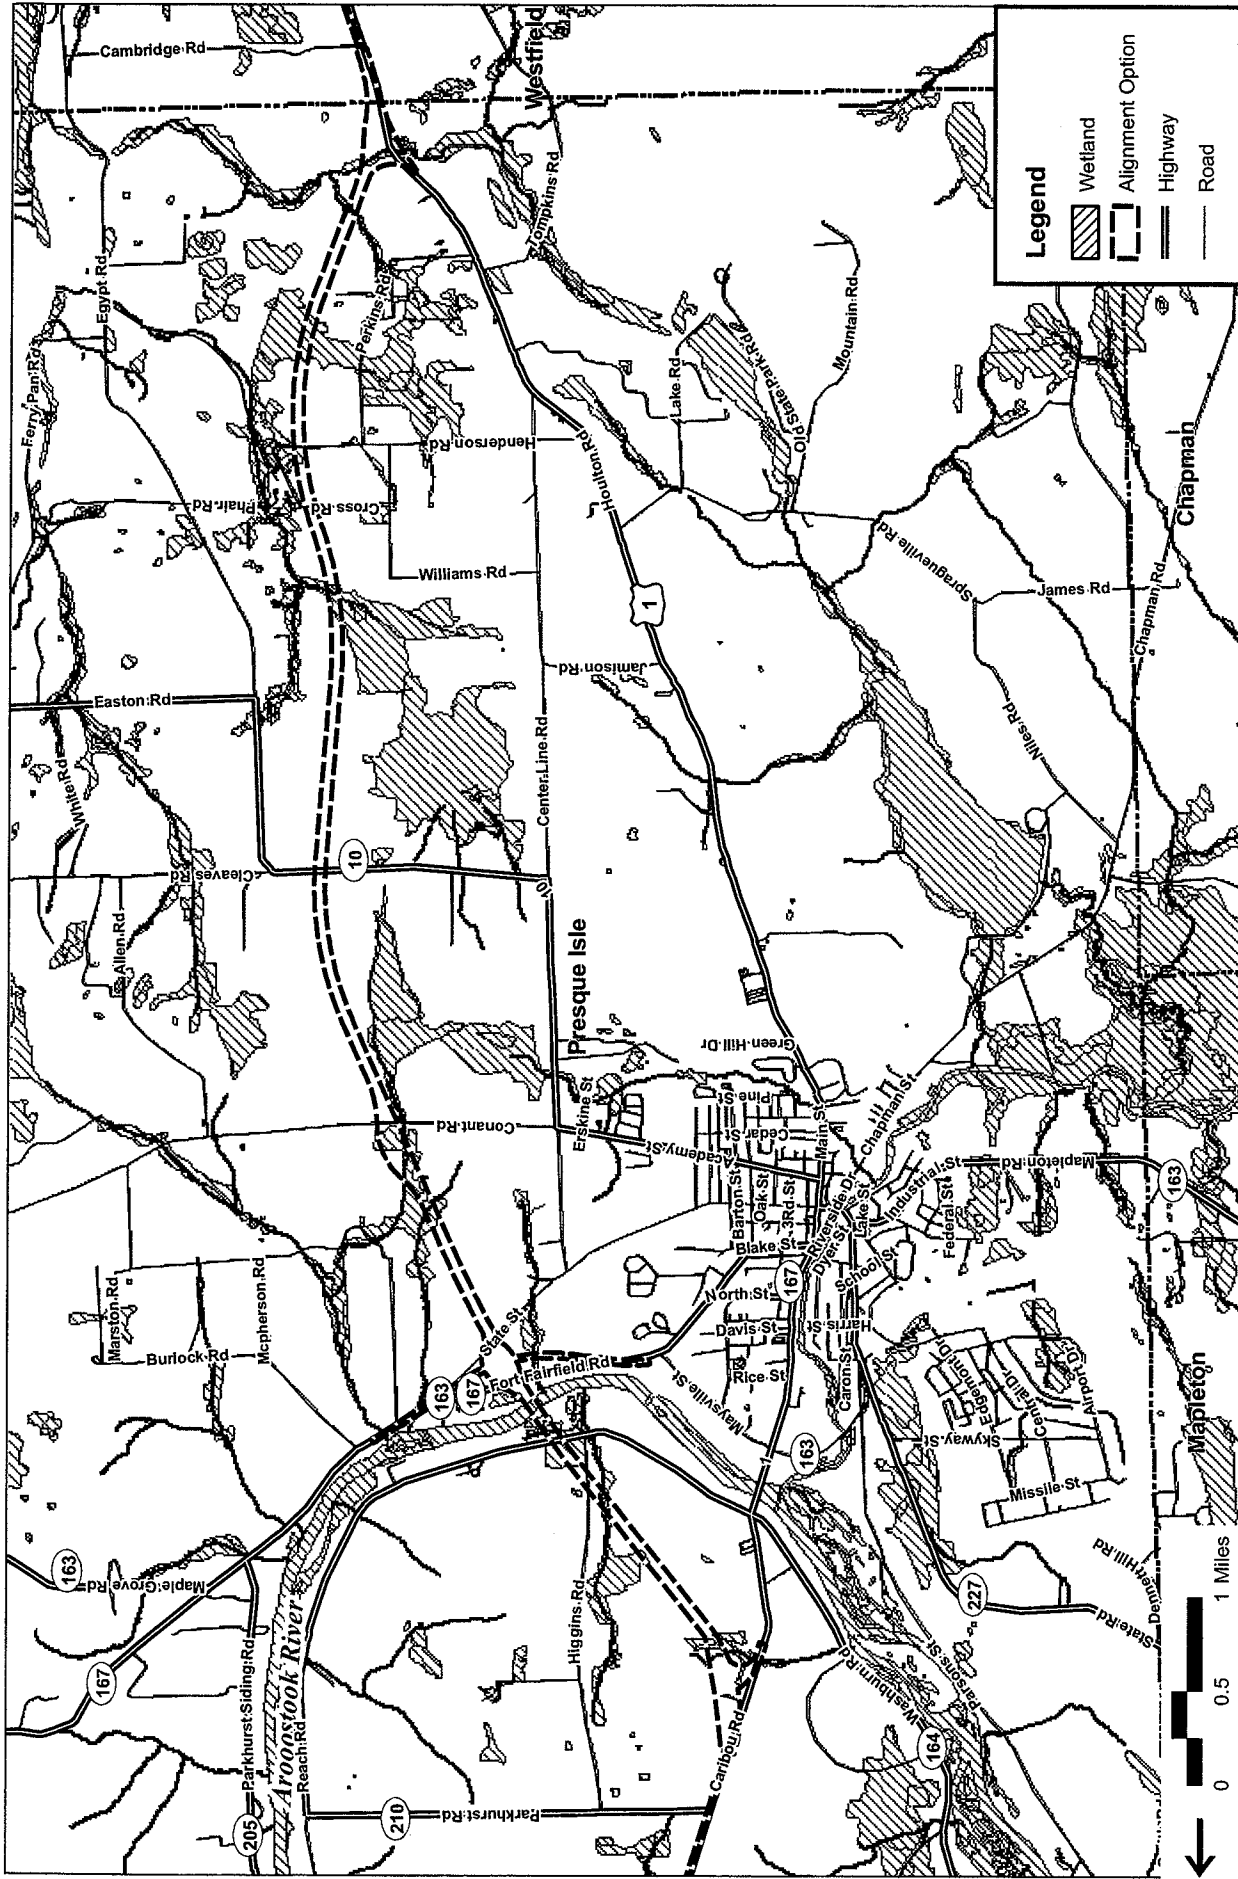 Cambridge Rd
Westfield
Egypt Rd
Ferry Pan Rd
Tompkins Rd
Perkins Rd
Legend
Wetland
Alignment Option
Highway
Road
Old State Park Rd
Mountain Rd
Lake Rd
Henderson Rd
Houlton Rd
Phair Rd
Cross Rd
Williams Rd
Chapman
1
Spragueville Rd
James Rd
Chapman Rd
Jamison Rd
Easton Rd
White Rd
Center Line Rd
Niles Rd
10
Cleaves Rd
10
Allen Rd
Presque Isle
Green Hill Dr
Erskine St
Pine St
Cedar St
Main St
Chapman St
Conant Rd
Academy St
Barton St
Oak St
3Rd St
Riverside Dr
Lake St
Industrial St
Mapleton Rd
163
Federal St
Blake St
Dyer St
School St
167
North St
Davis St
Harris St
Rice St
Caron St
Marston Rd
Mcpherson Rd
Burlock Rd
State St
Fort Fairfield Rd
163
167
Maysville St
Edgemont Dr
Central Dr
Airport Dr
Skyway St
Missile St
Mapleton
163
1
163
Maple Grove Rd
167
Higgins Rd
Parkhurst Siding Rd
Aroostook River
Reach Rd
205
210
Parkhurst Rd
Caribou Rd
Washburn Rd
Parsons St
164
227
State Rd
Dennett Hill Rd
0
0.5
1 Miles